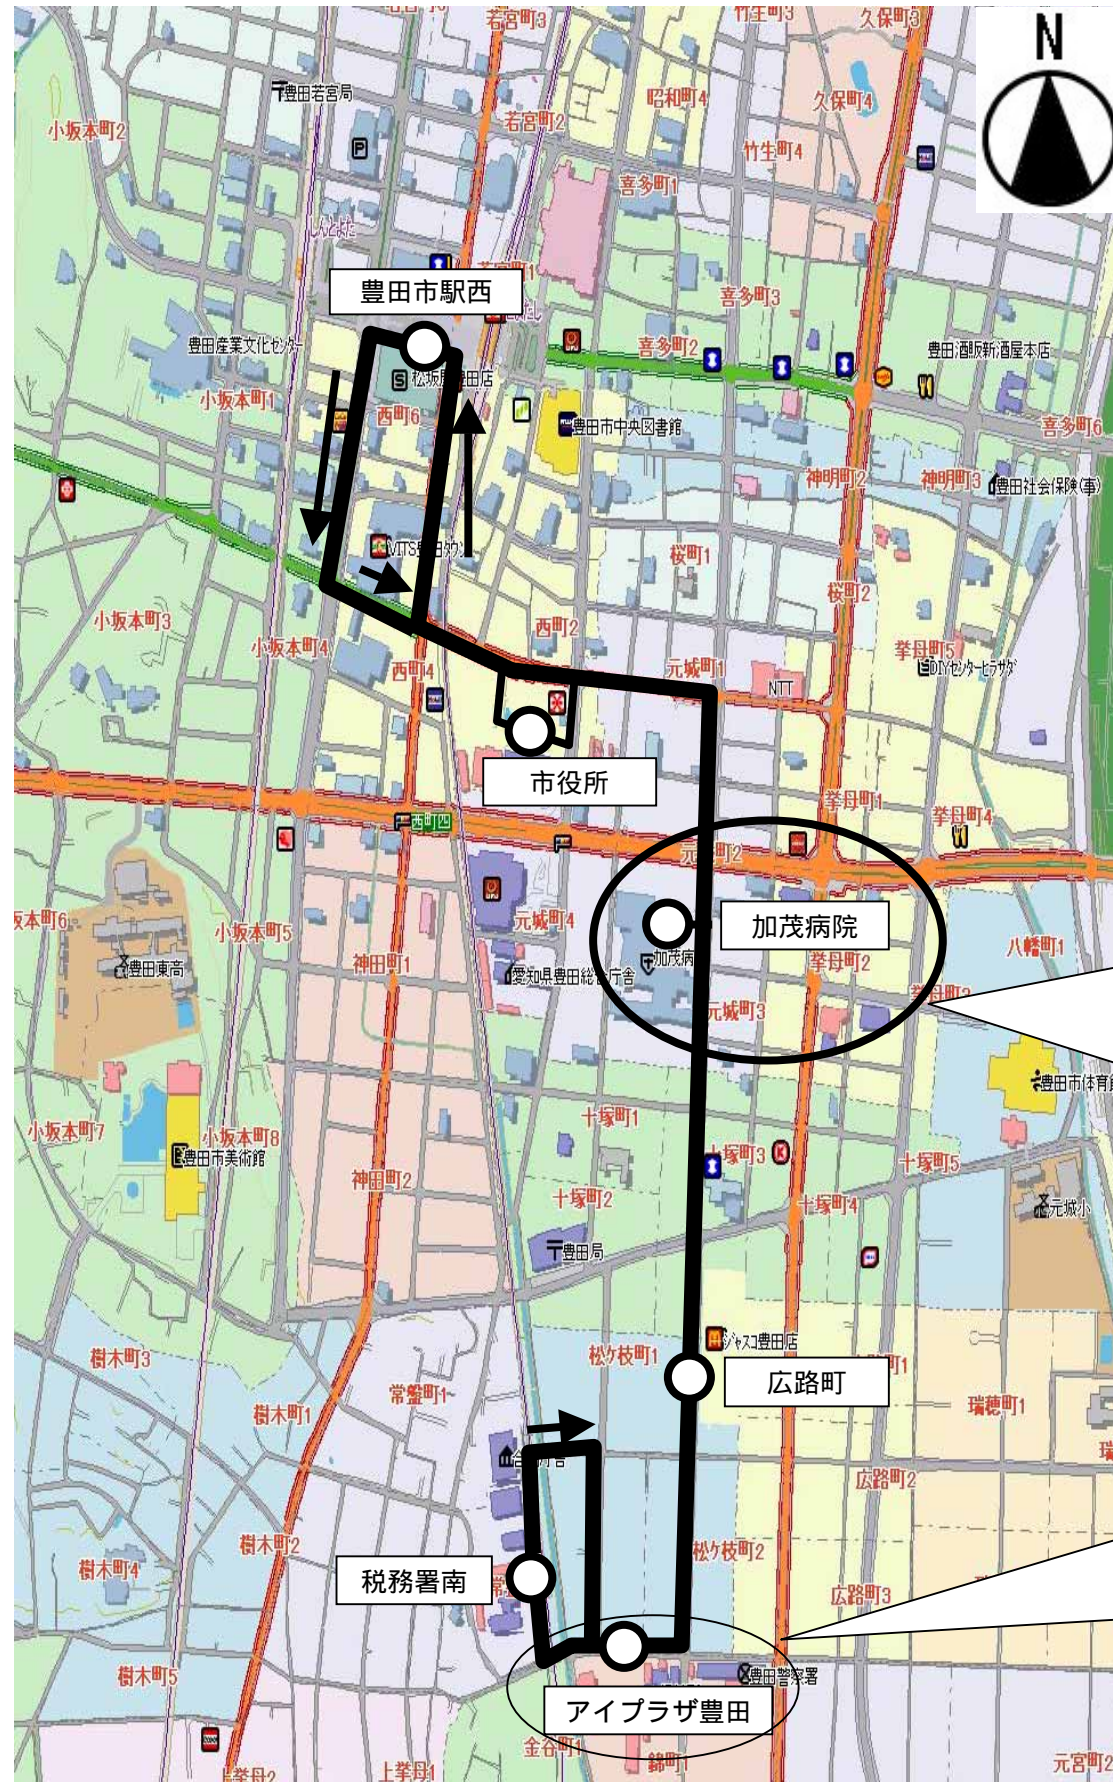 若宮町3
竹生町3
久保町3
N
豊田若宮局
昭和町4
久保町4
小坂本町2
若宮町2
P
竹生町4
喜多町1
しんとよた
豊田市駅西
喜多町3
豊田産業文化センター
喜多町2
豊田酒販新酒屋本店
S
小坂本町1
西町6
豊田市中央図書館
喜多町6
神明町2
神明町3
豊田社会保険(事)
桜町1
桜町2
小坂本町3
小坂本町4
西町2
挙母町5
DIYセンターヒラサダ
西町4
元城町1
NTT
市役所
挙母町1
挙母町4
西町四
元城町2
坂本町6
小坂本町5
元城町4
加茂病院
八幡町1
豊田東高
神田町1
愛知県豊田総合庁舎
加茂病
挙母町2
元城町3
豊田市体育館
小坂本町7
小坂本町8
十塚町1
豊田市美術館
神田町2
十塚町3
K
十塚町5
十塚町2
十塚町4
元城小
豊田局
樹木町3
松ケ枝町1
ジャスコ豊田店
広路町
常盤町1
樹木町1
瑞穂町1
広路町2
樹木町2
松ケ枝町2
樹木町4
税務署南
広路町3
樹木町5
豊田警察署
アイプラザ豊田
金谷町1
錦町1
上挙母2
上挙母1
元宮町2